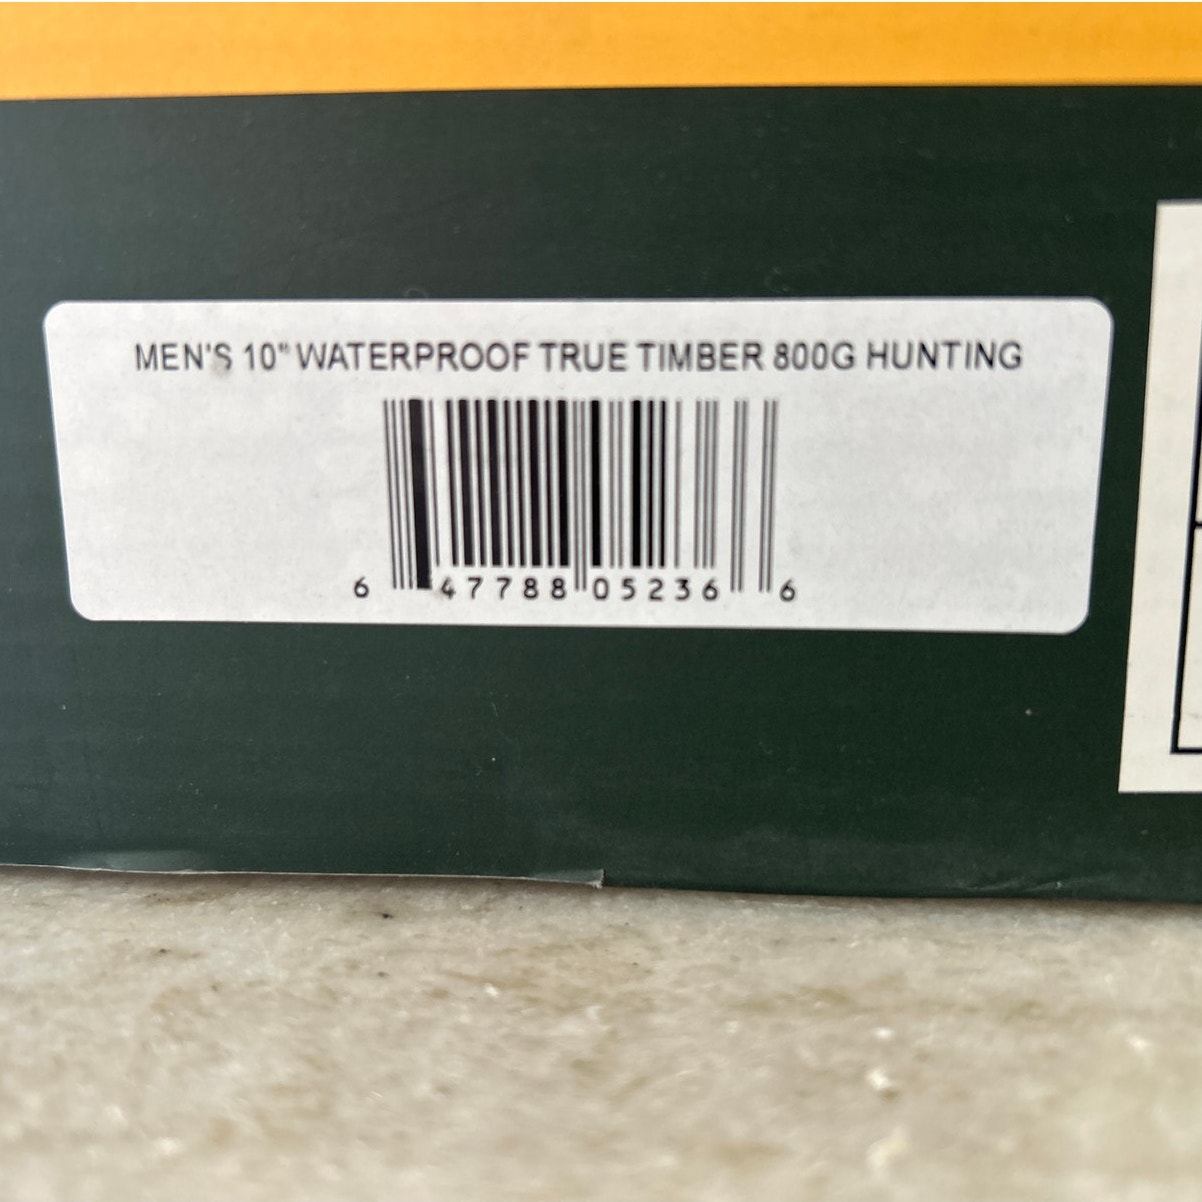 MEN'S 10" WATERPROOF TRUE TIMBER 800G HUNTING
6 47788 05236 6